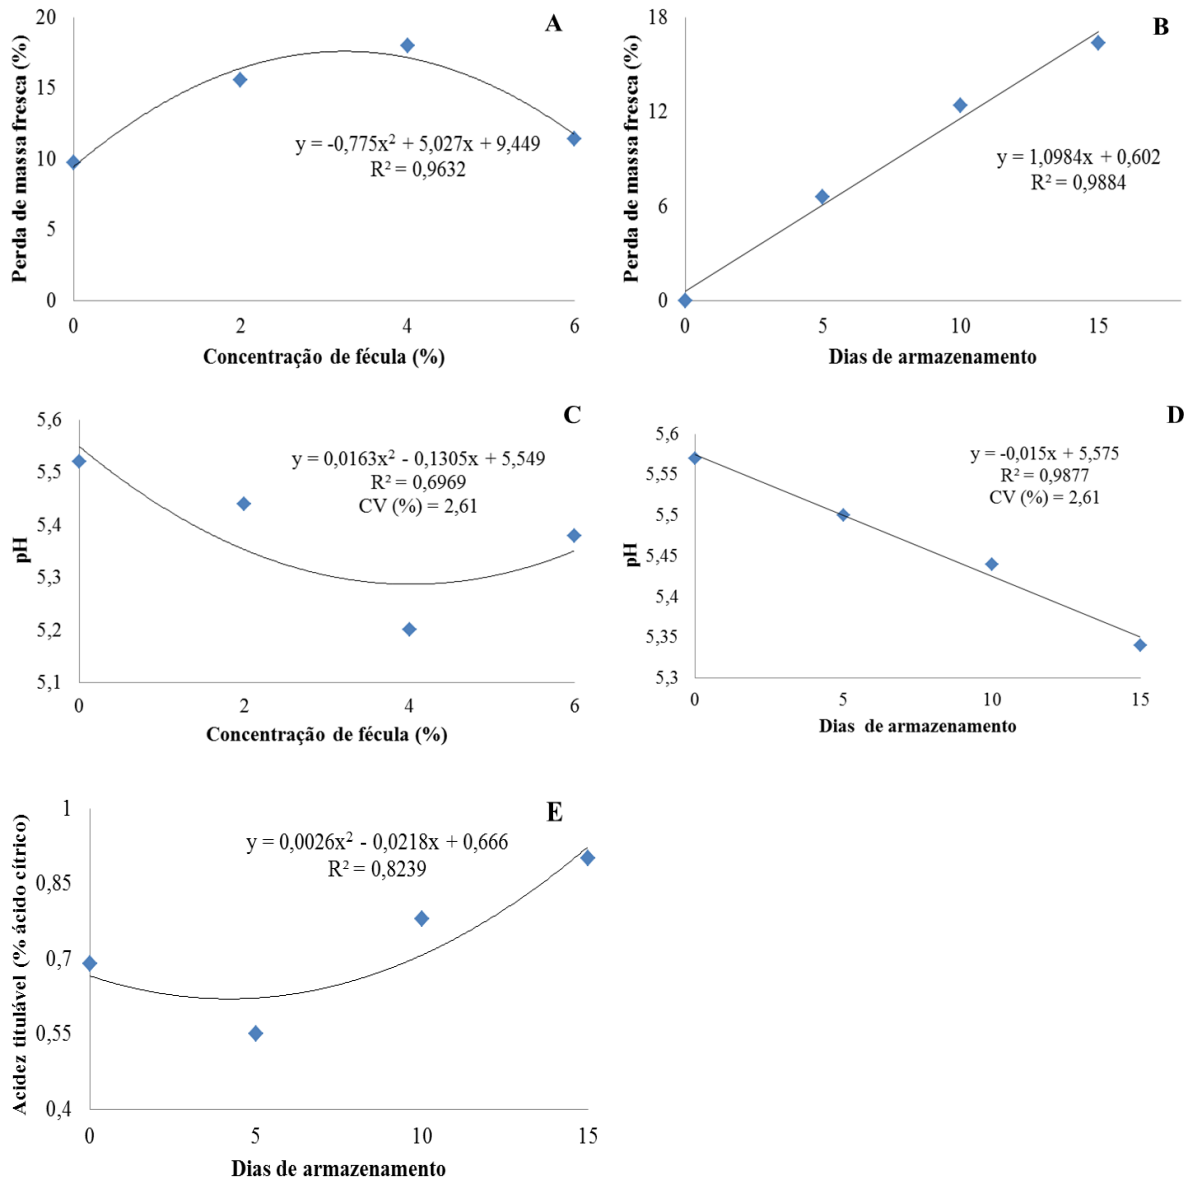 A
Perda de massa fresca (%)
20
15
10
5
0
y = -0,775x² + 5,027x + 9,449
R² = 0,9632
0 2 4 6
Concentração de fécula (%)
B
Perda de massa fresca (%)
18
12
6
0
y = 1,0984x + 0,602
R² = 0,9884
0 5 10 15
Dias de armazenamento
C
pH
5,6
5,5
5,4
5,3
5,2
5,1
y = 0,0163x² - 0,1305x + 5,549
R² = 0,6969
CV (%) = 2,61
0 2 4 6
Concentração de fécula (%)
D
pH
5,6
5,55
5,5
5,45
5,4
5,35
5,3
y = -0,015x + 5,575
R² = 0,9877
CV (%) = 2,61
0 5 10 15
Dias de armazenamento
E
Acidez titulável (% ácido cítrico)
1
0,85
0,7
0,55
0,4
y = 0,0026x² - 0,0218x + 0,666
R² = 0,8239
0 5 10 15
Dias de armazenamento